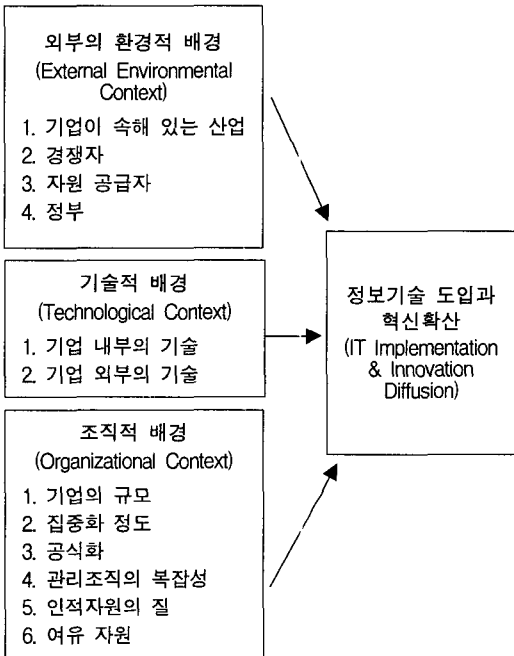 외부의 환경적 배경
(External Environmental
Context)
1. 기업이 속해 있는 산업
2. 경쟁자
3. 자원 공급자
4. 정부
기술적 배경
(Technological Context)
1. 기업 내부의 기술
2. 기업 외부의 기술
조직적 배경
(Organizational Context)
1. 기업의 규모
2. 집중화 정도
3. 공식화
4. 관리조직의 복잡성
5. 인적자원의 질
6. 여유 자원
정보기술 도입과
혁신확산
(IT Implementation
& Innovation
Diffusion)